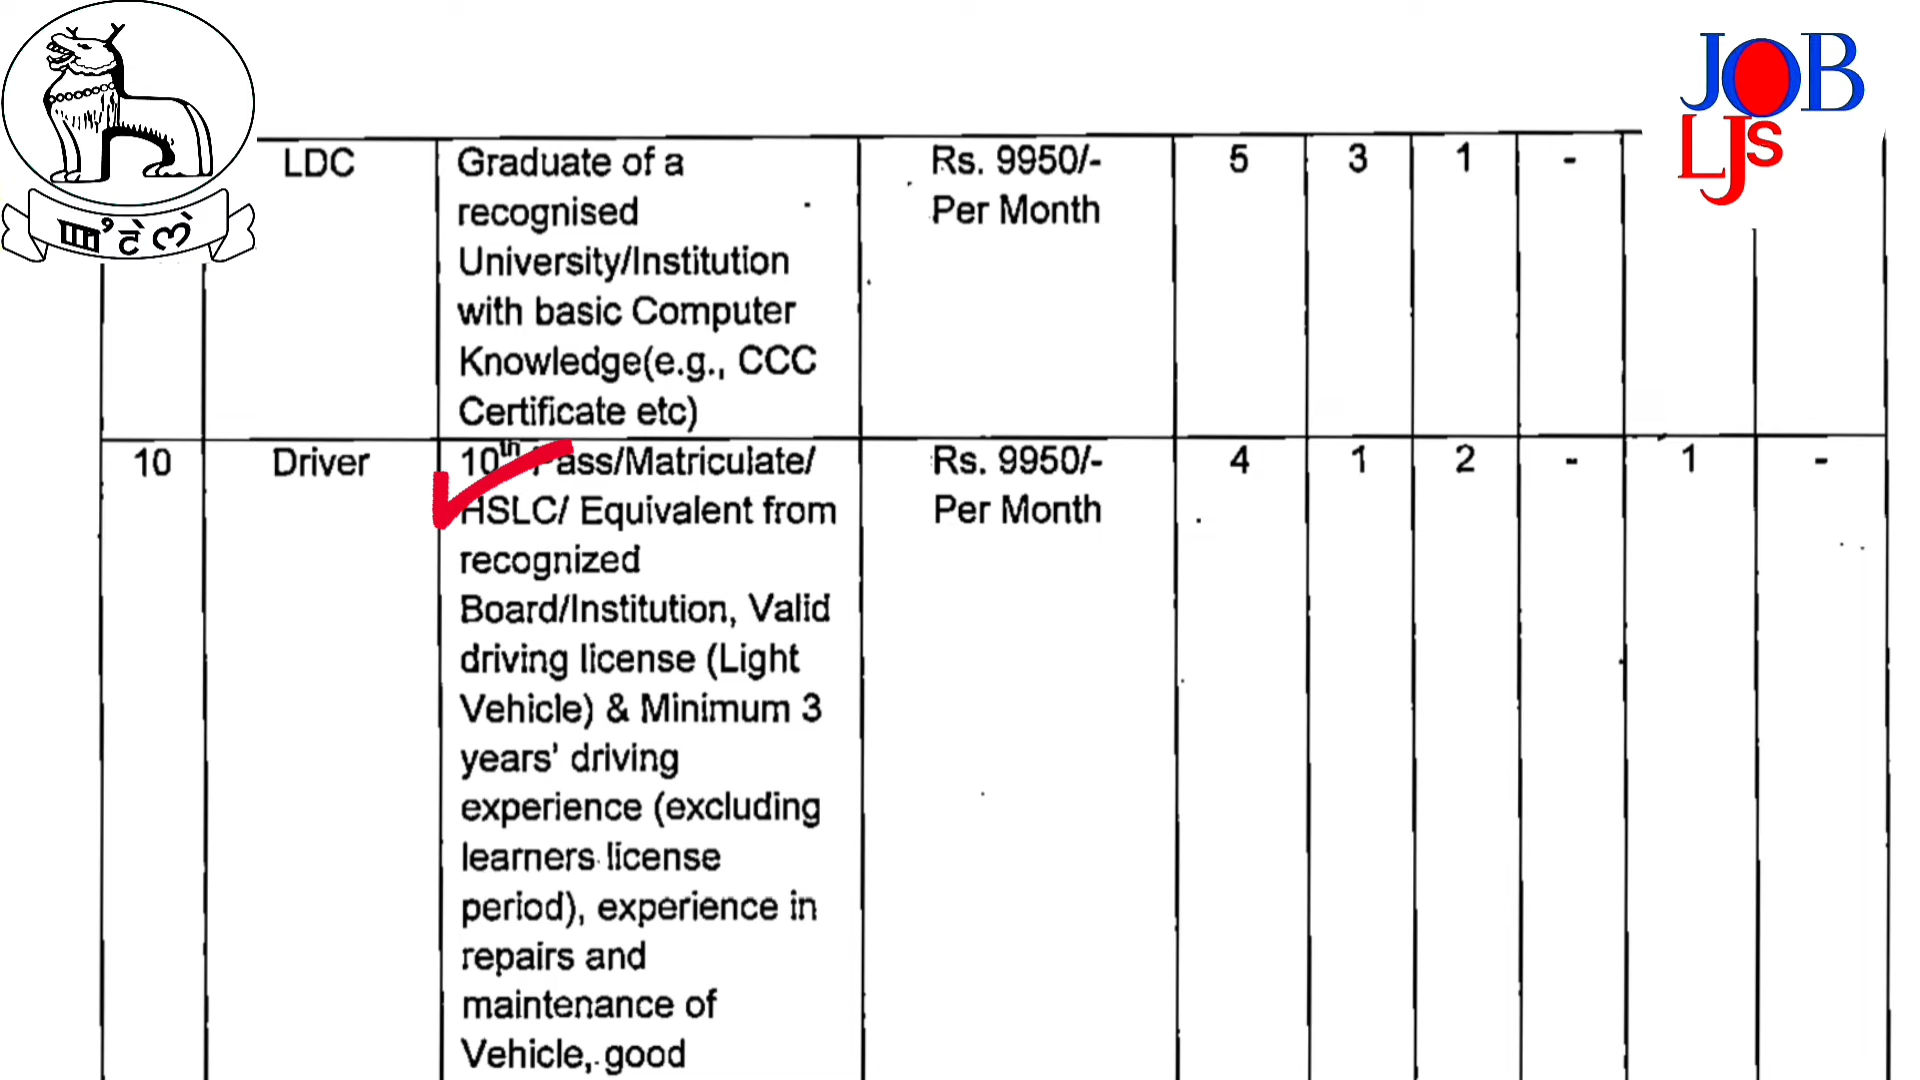 JOB
LJS
LDC
Graduate of a
recognised
University/Institution
with basic Computer
Knowledge(e.g., CCC
Certificate etc)
Rs. 9950/-
Per Month
5
3
1
-
10
Driver
10th Pass/Matriculate/
HSLC/ Equivalent from
recognized
Board/Institution, Valid
driving license (Light
Vehicle) & Minimum 3
years' driving
experience (excluding
learners license
period), experience in
repairs and
maintenance of
Vehicle, good
Rs. 9950/-
Per Month
4
1
2
-
1
-